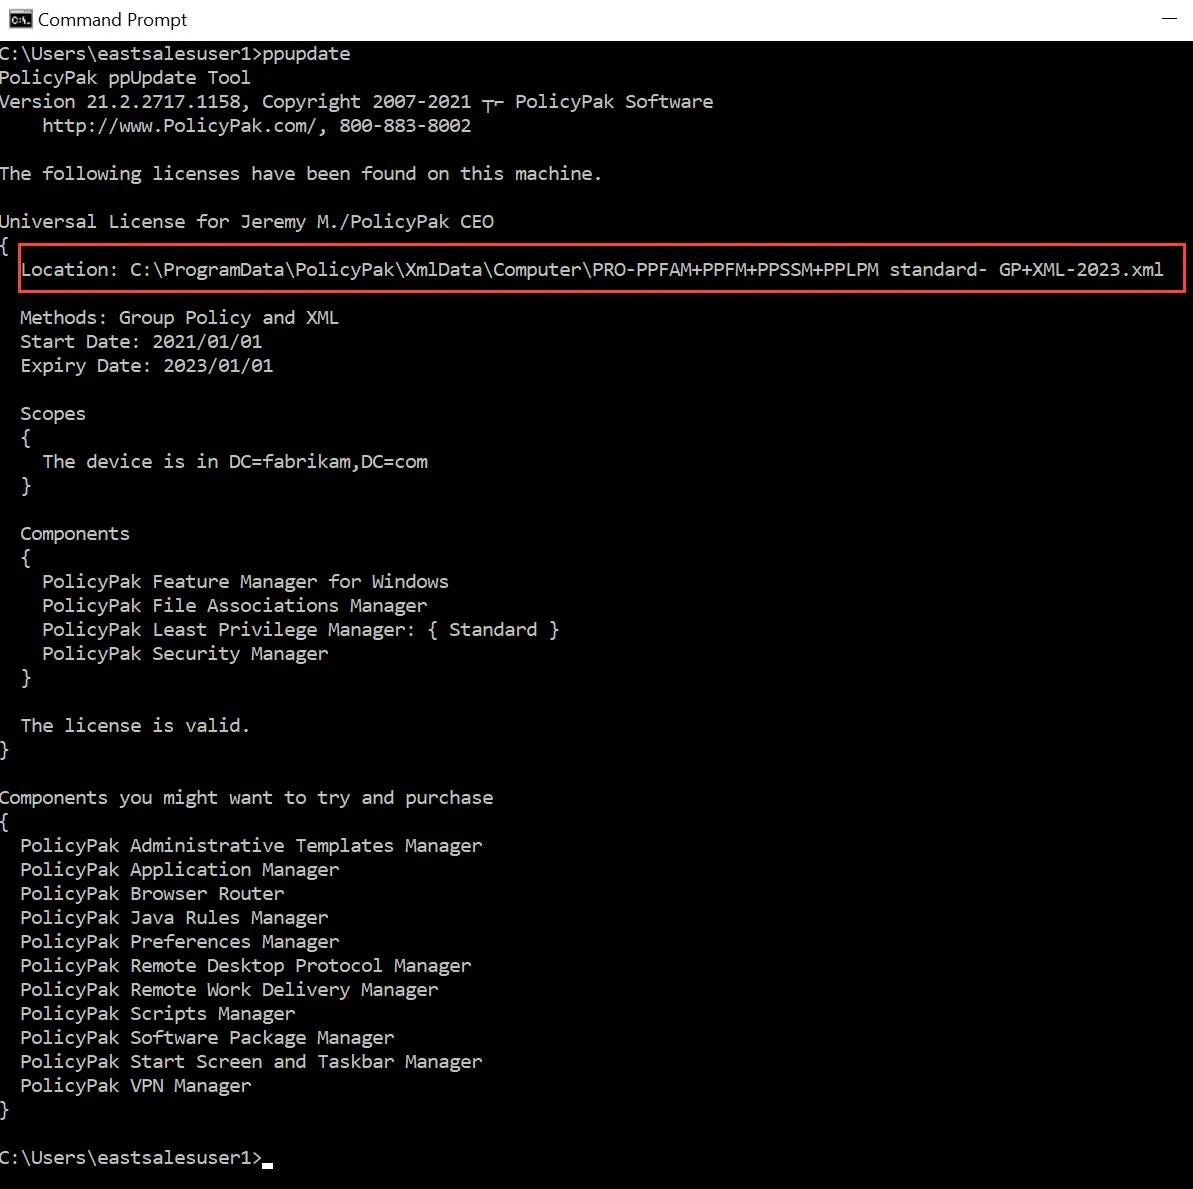 Command Prompt
C:\Users\eastsalesuser1>ppupdate
PolicyPak ppUpdate Tool
Version 21.2.2717.1158, Copyright 2007-2021 ┬⌐ PolicyPak Software
    http://www.PolicyPak.com/, 800-883-8002
The following licenses have been found on this machine.
Universal License for Jeremy M./PolicyPak CEO
{
  Location: C:\ProgramData\PolicyPak\XmlData\Computer\PRO-PPFAM+PPFM+PPSSM+PPLPM standard- GP+XML-2023.xml
  Methods: Group Policy and XML
  Start Date: 2021/01/01
  Expiry Date: 2023/01/01
  Scopes
  {
    The device is in DC=fabrikam,DC=com
  }
  Components
  {
    PolicyPak Feature Manager for Windows
    PolicyPak File Associations Manager
    PolicyPak Least Privilege Manager: { Standard }
    PolicyPak Security Manager
  }
  The license is valid.
}
Components you might want to try and purchase
{
  PolicyPak Administrative Templates Manager
  PolicyPak Application Manager
  PolicyPak Browser Router
  PolicyPak Java Rules Manager
  PolicyPak Preferences Manager
  PolicyPak Remote Desktop Protocol Manager
  PolicyPak Remote Work Delivery Manager
  PolicyPak Scripts Manager
  PolicyPak Software Package Manager
  PolicyPak Start Screen and Taskbar Manager
  PolicyPak VPN Manager
}
C:\Users\eastsalesuser1>